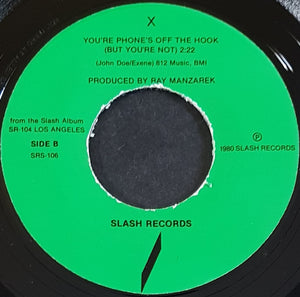 X
YOU'RE PHONE'S OFF THE HOOK
(BUT YOU'RE NOT) 2:22
(John Doe/Exene) 812 Music, BMI
PRODUCED BY RAY MANZAREK
from the Slash Album
SR-104 LOS ANGELES
SIDE B
SRS-106
Ⓟ
1980 SLASH RECORDS
SLASH RECORDS